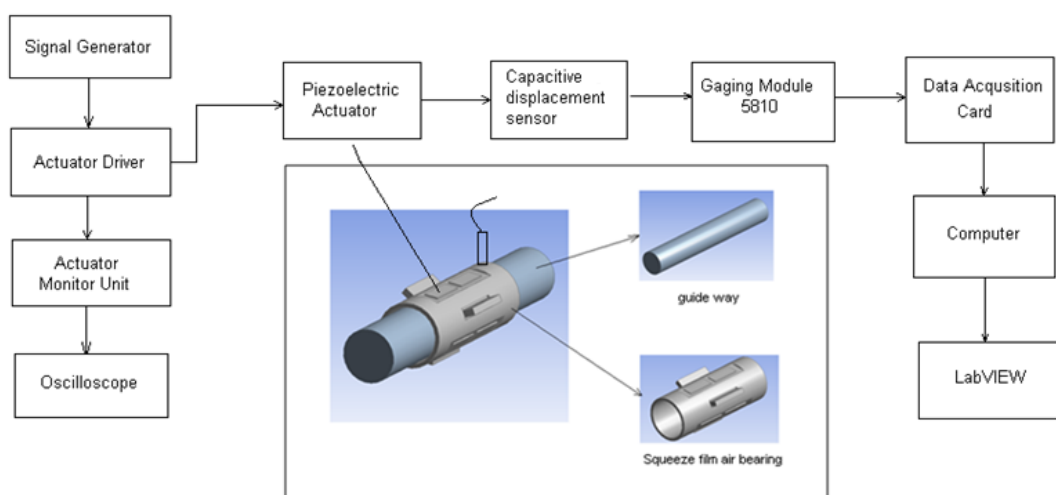 Signal Generator
Actuator Driver
Actuator
Monitor Unit
Oscilloscope
Piezoelectric
Actuator
Capacitive
displacement
sensor
Gaging Module
5810
Data Acqusition
Card
Computer
LabVIEW
guide way
Squeeze film air bearing